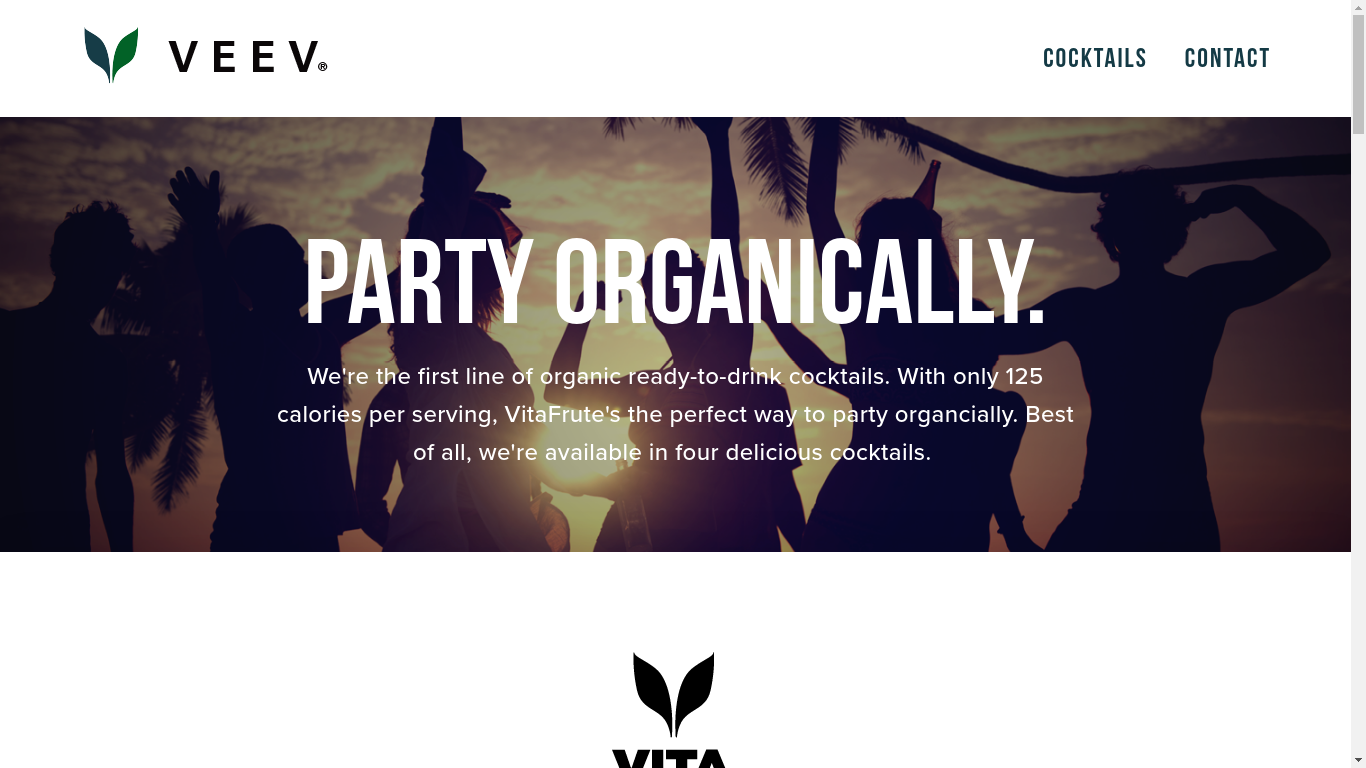 VEEV®
COCKTAILS
CONTACT
PARTY ORGANICALLY.
We're the first line of organic ready-to-drink cocktails. With only 125
calories per serving, VitaFrute's the perfect way to party organcially. Best
of all, we're available in four delicious cocktails.
VITA